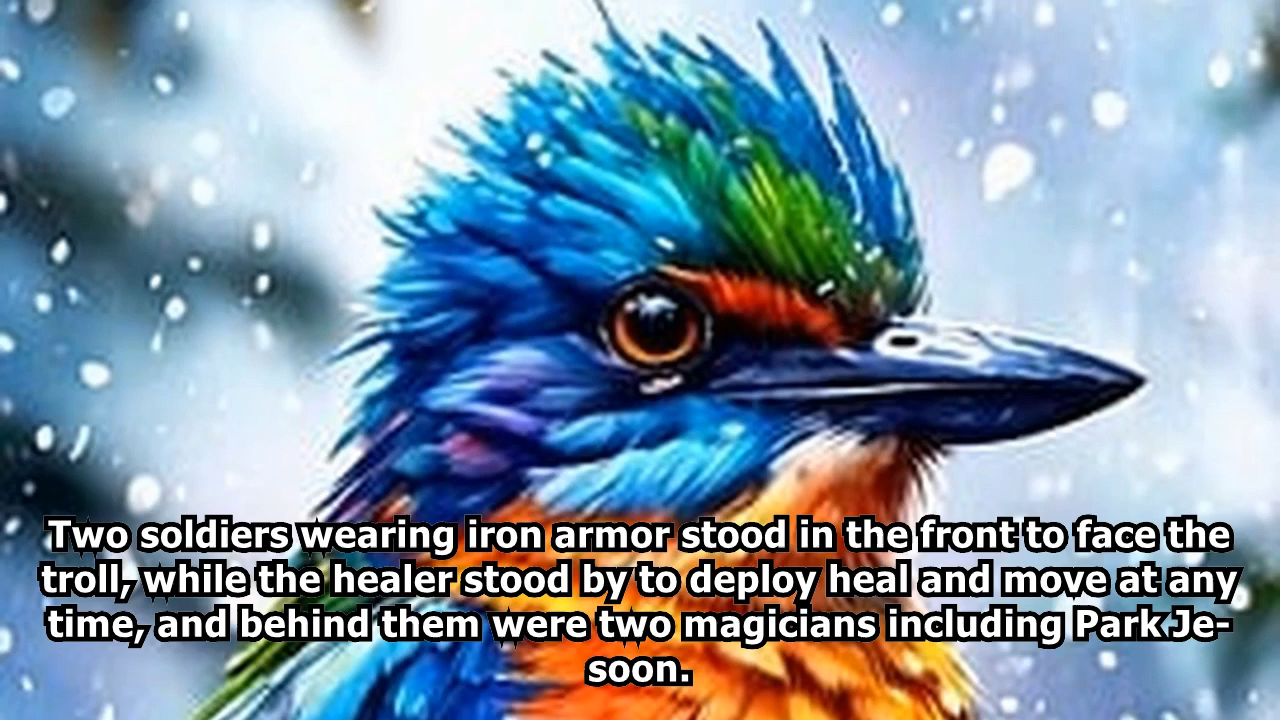 Two soldiers wearing iron armor stood in the front to face the
troll, while the healer stood by to deploy heal and move at any
time, and behind them were two magicians including Park Je-
soon.